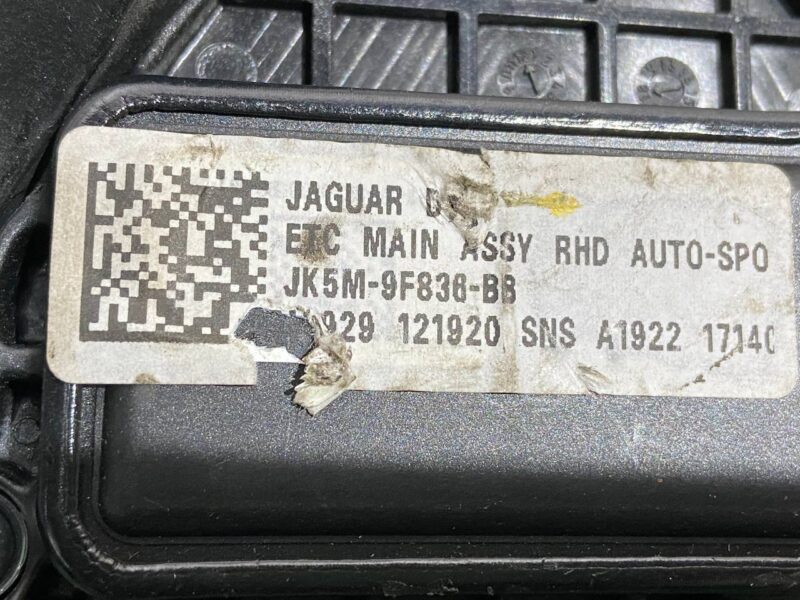 JAGUAR
ETC MAIN ASSY RHD AUTO-SPO
JK5M-9F836-BB
121920 SNS A1922